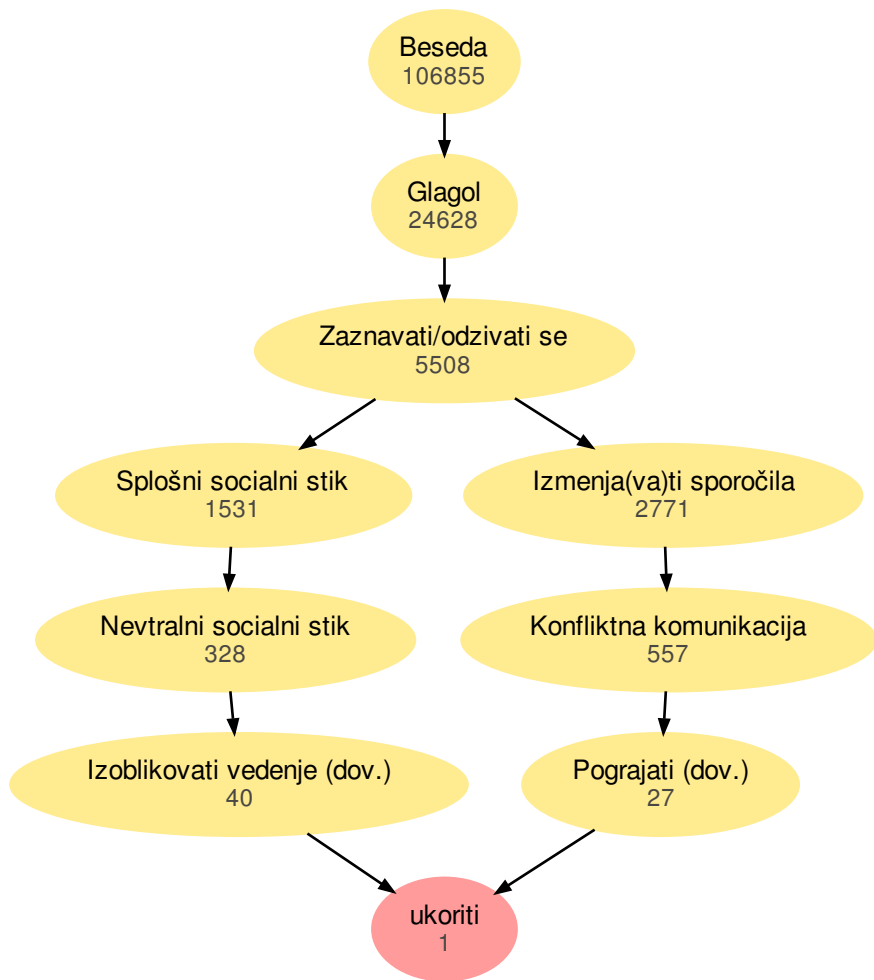 Beseda
106855
Glagol
24628
Zaznavati/odzivati se
5508
Splošni socialni stik
1531
Izmenja(va)ti sporočila
2771
Nevtralni socialni stik
328
Konfliktna komunikacija
557
Izoblikovati vedenje (dov.)
40
Pograjati (dov.)
27
ukoriti
1